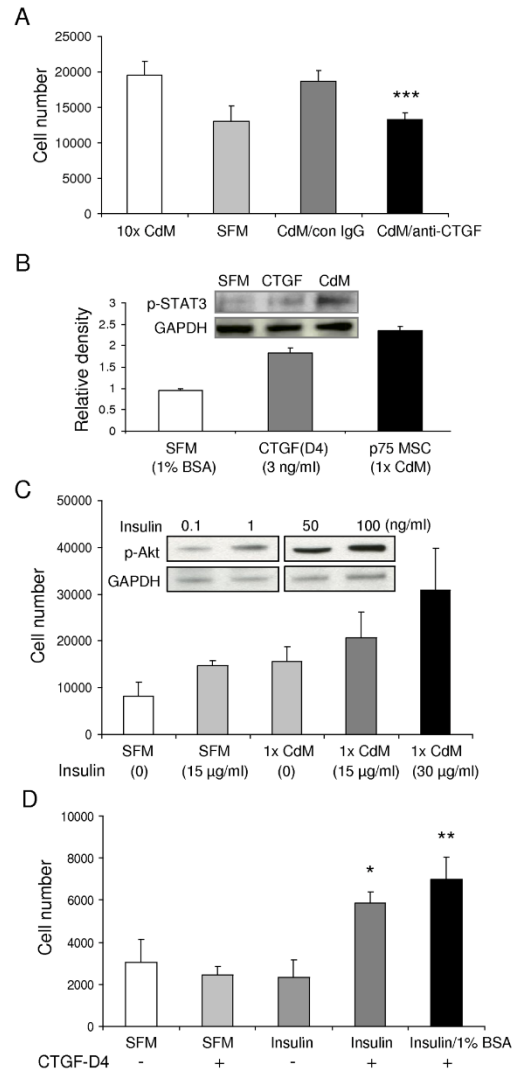 A
25000
20000
15000
10000
5000
0
Cell number
***
10x CdM SFM CdM/con IgG CdM/anti-CTGF
B
SFM CTGF CdM
p-STAT3
GAPDH
3
2.5
2
1.5
1
0.5
0
Relative density
SFM CTGF(D4) p75 MSC
(1% BSA) (3 ng/ml) (1x CdM)
C
50000
40000
30000
20000
10000
0
Cell number
Insulin 0.1 1 50 100 (ng/ml)
p-Akt
GAPDH
SFM SFM 1x CdM 1x CdM 1x CdM
Insulin (0) (15 µg/ml) (0) (15 µg/ml) (30 µg/ml)
D
10000
8000
6000
4000
2000
0
Cell number
* **
SFM SFM Insulin Insulin Insulin/1% BSA
CTGF-D4 - + - + +